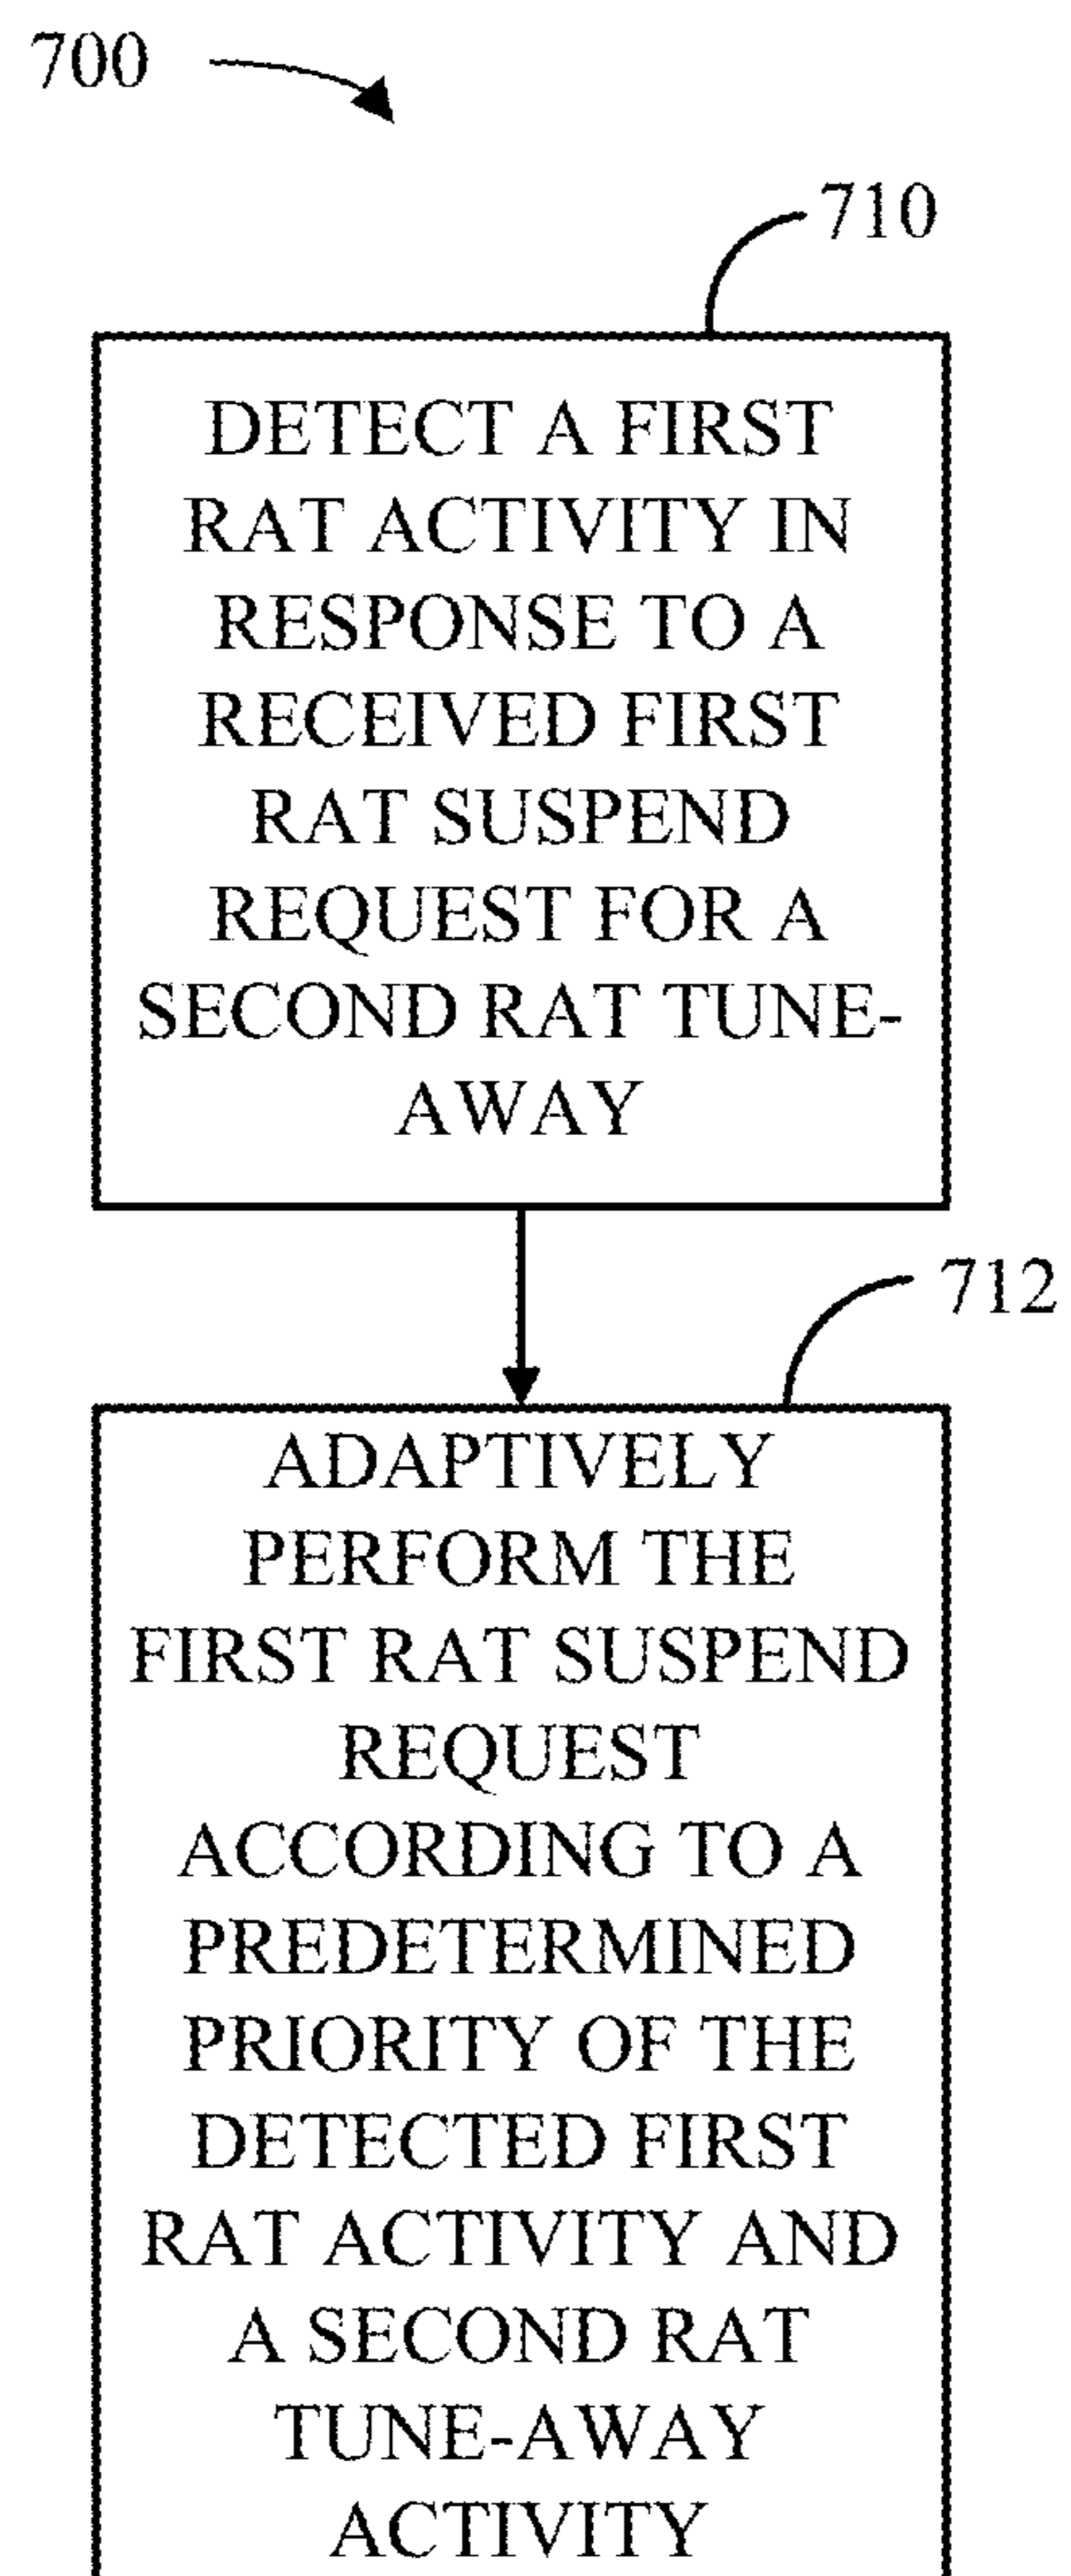 700
710
DETECT A FIRST
RAT ACTIVITY IN
RESPONSE TO A
RECEIVED FIRST
RAT SUSPEND
REQUEST FOR A
SECOND RAT TUNE-
AWAY
712
ADAPTIVELY
PERFORM THE
FIRST RAT SUSPEND
REQUEST
ACCORDING TO A
PREDETERMINED
PRIORITY OF THE
DETECTED FIRST
RAT ACTIVITY AND
A SECOND RAT
TUNE-AWAY
ACTIVITY